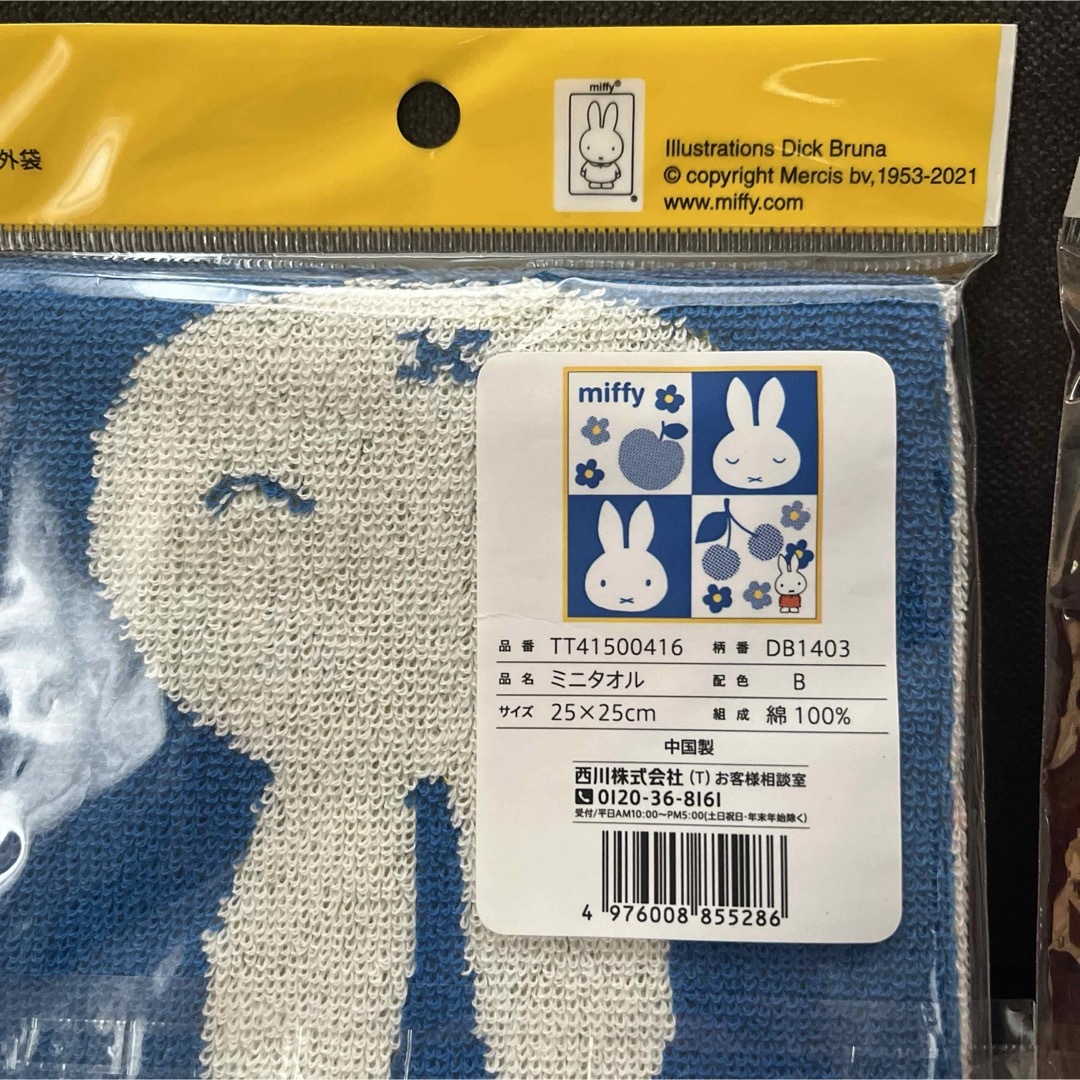 外袋
miffy®
Illustrations Dick Bruna
© copyright Mercis bv,1953-2021
www.miffy.com
miffy
品番 TT41500416 柄番 DB1403
品名 ミニタオル 配色 B
サイズ 25×25cm 組成 綿100%
中国製
西川株式会社(T)お客様相談室
0120-36-8161
受付/平日AM10:00〜PM5:00(土日祝日・年末年始除く)
4 976008 855286